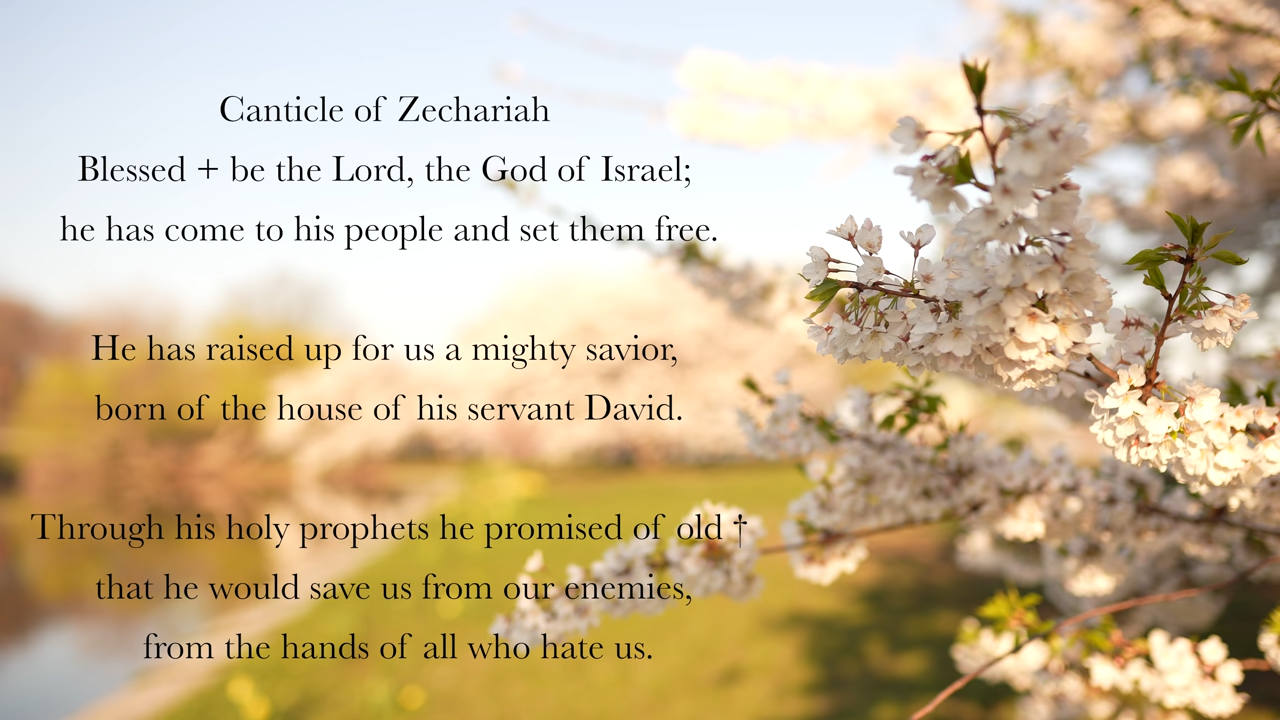 Canticle of Zechariah
Blessed + be the Lord, the God of Israel;
he has come to his people and set them free.
He has raised up for us a mighty savior,
born of the house of his servant David.
Through his holy prophets he promised of old †
that he would save us from our enemies,
from the hands of all who hate us.